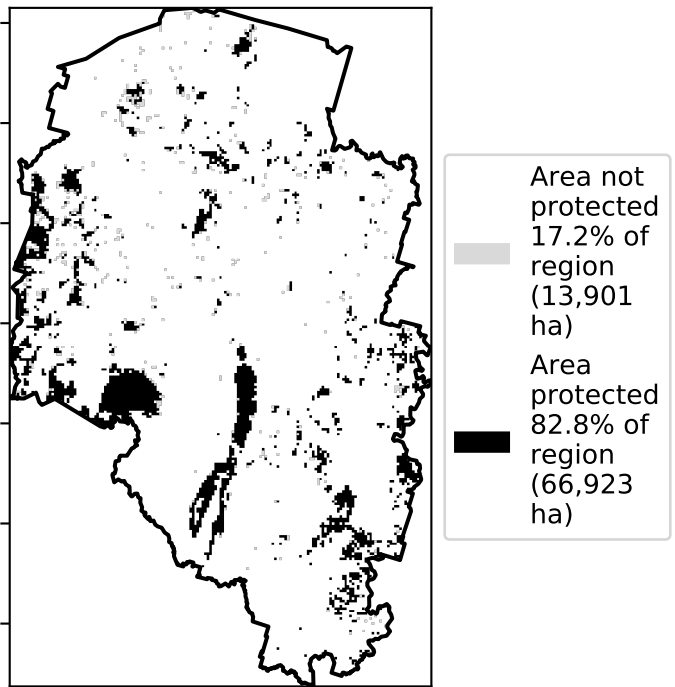 Area not
protected
17.2% of
region
(13,901
ha)
Area
protected
82.8% of
region
(66,923
ha)